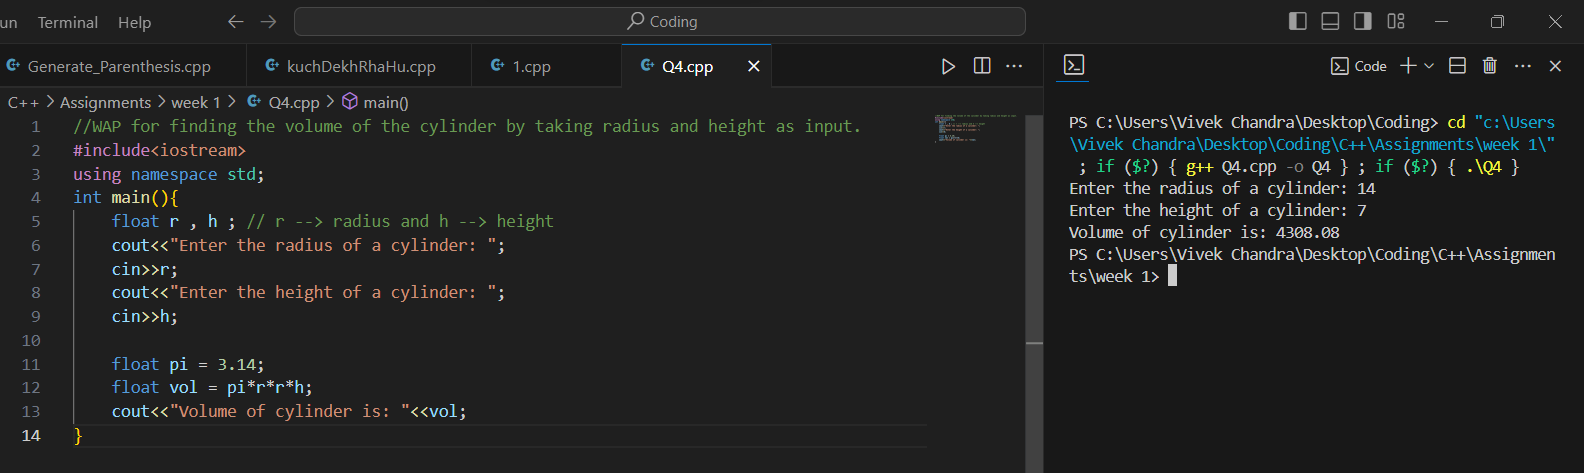 un Terminal Help ← → Coding
Generate_Parenthesis.cpp kuchDekhRhaHu.cpp 1.cpp Q4.cpp
C++ > Assignments > week 1 > Q4.cpp > main()
1 //WAP for finding the volume of the cylinder by taking radius and height as input.
2 #include<iostream>
3 using namespace std;
4 int main(){
5     float r , h ; // r --> radius and h --> height
6     cout<<"Enter the radius of a cylinder: ";
7     cin>>r;
8     cout<<"Enter the height of a cylinder: ";
9     cin>>h;
10
11     float pi = 3.14;
12     float vol = pi*r*r*h;
13     cout<<"Volume of cylinder is: "<<vol;
14 }
Code
PS C:\Users\Vivek Chandra\Desktop\Coding> cd "c:\Users
\Vivek Chandra\Desktop\Coding\C++\Assignments\week 1\"
 ; if ($?) { g++ Q4.cpp -o Q4 } ; if ($?) { .\Q4 }
Enter the radius of a cylinder: 14
Enter the height of a cylinder: 7
Volume of cylinder is: 4308.08
PS C:\Users\Vivek Chandra\Desktop\Coding\C++\Assignmen
ts\week 1>